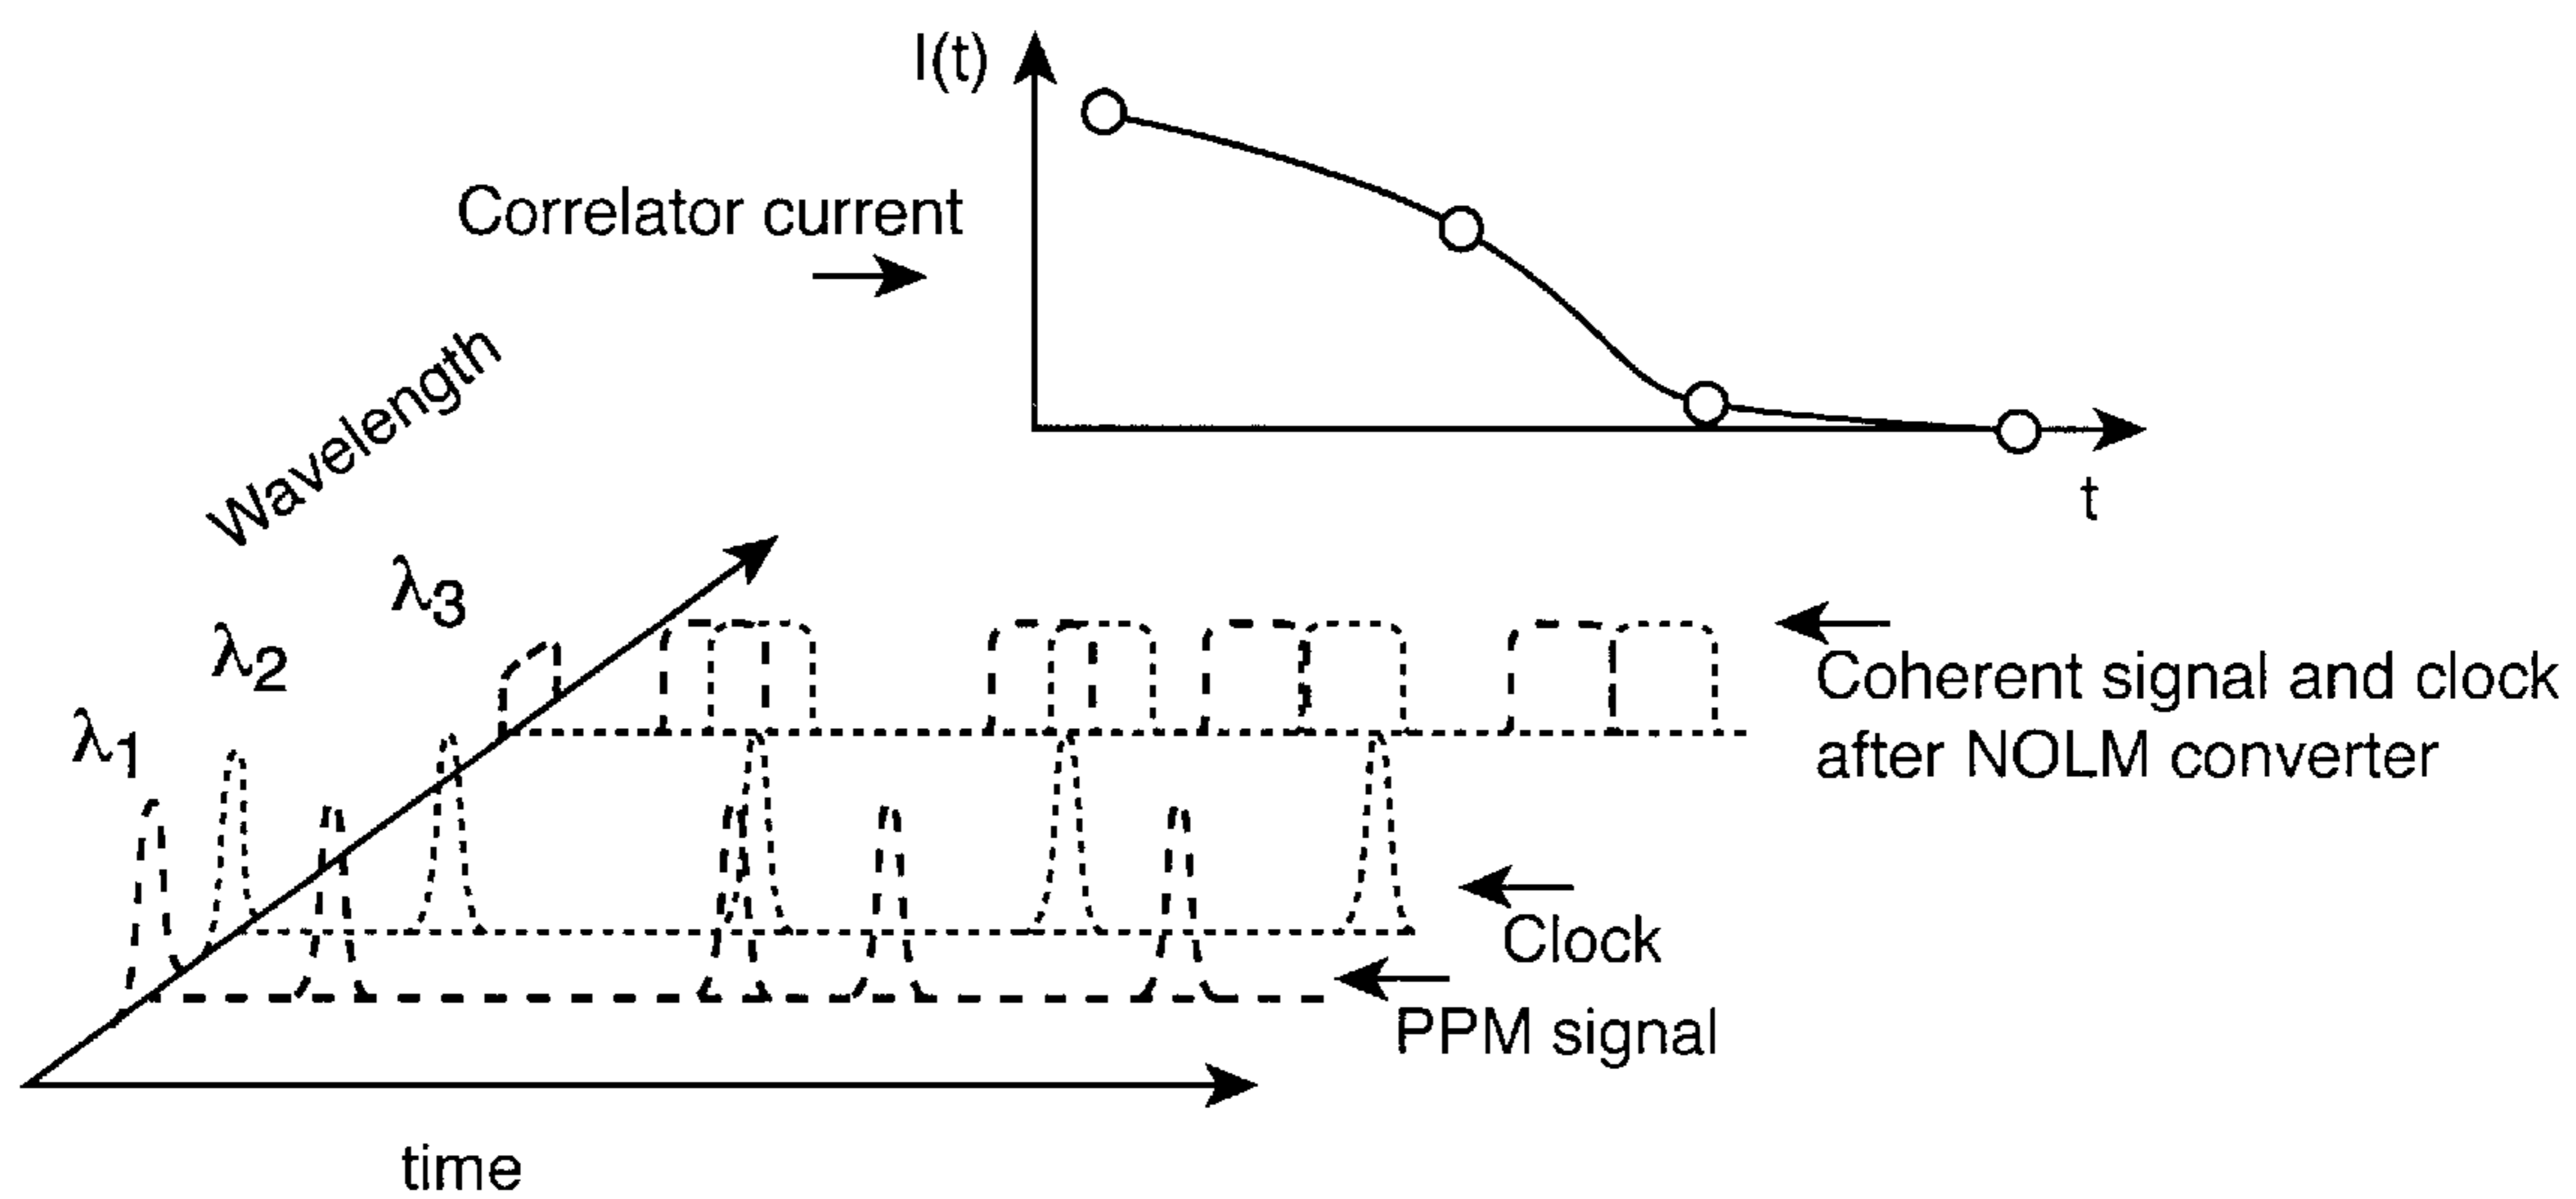 I(t)
Correlator current
t
Wavelength
λ3
λ2
λ1
Coherent signal and clock
after NOLM converter
Clock
PPM signal
time